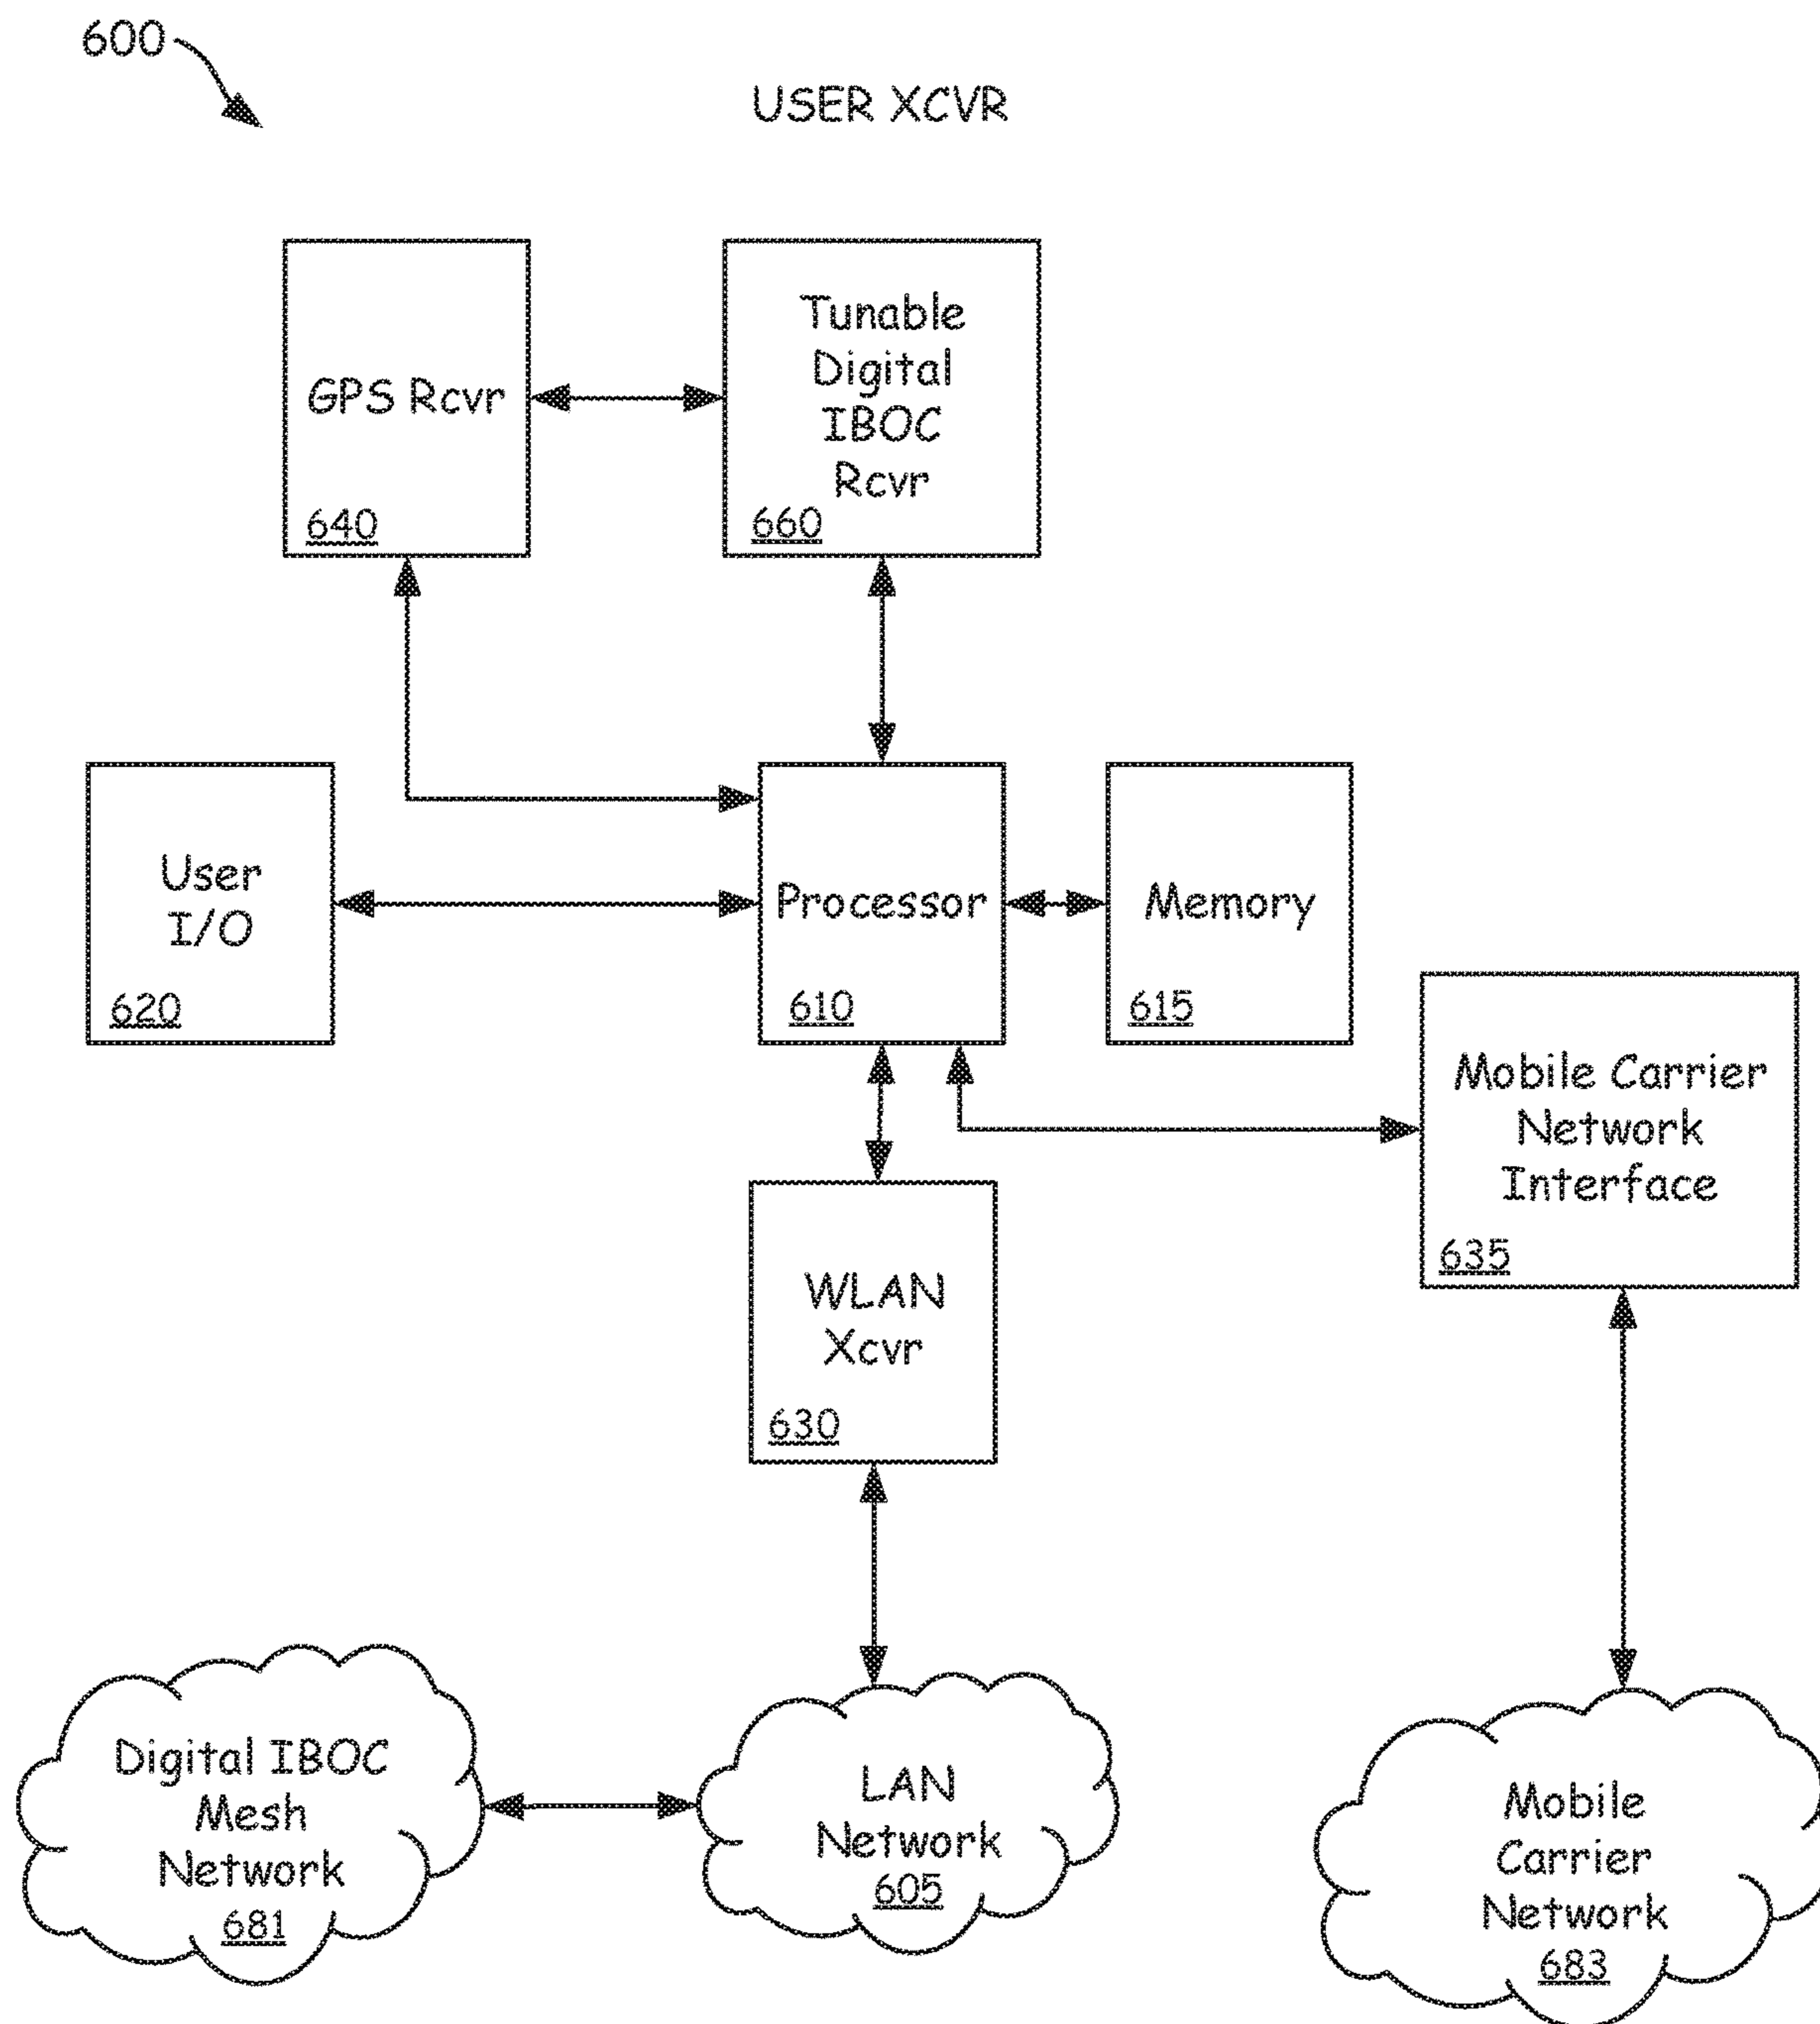 600
USER XCVR
GPS Rcvr
640
Tunable
Digital
IBOC
Rcvr
660
User
I/O
620
Processor
610
Memory
615
Mobile Carrier
Network
Interface
635
WLAN
Xcvr
630
Digital IBOC
Mesh
Network
681
LAN
Network
605
Mobile
Carrier
Network
683